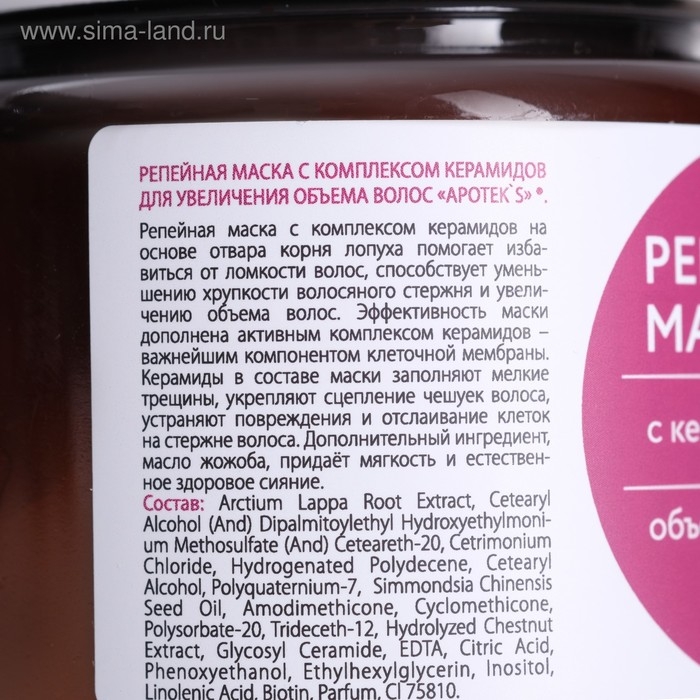 www.sima-land.ru
РЕПЕЙНАЯ МАСКА С КОМПЛЕКСОМ КЕРАМИДОВ
ДЛЯ УВЕЛИЧЕНИЯ ОБЪЕМА ВОЛОС «APOTEK`S» ®.
Репейная маска с комплексом керамидов на
основе отвара корня лопуха помогает изба-
виться от ломкости волос, способствует умень-
шению хрупкости волосяного стержня и увели-
чению объема волос. Эффективность маски
дополнена активным комплексом керамидов –
важнейшим компонентом клеточной мембраны.
Керамиды в составе маски заполняют мелкие
трещины, укрепляют сцепление чешуек волоса,
устраняют повреждения и отслаивание клеток
на стержне волоса. Дополнительный ингредиент,
масло жожоба, придаёт мягкость и естествен-
ное здоровое сияние.
Состав: Arctium Lappa Root Extract, Cetearyl
Alcohol (And) Dipalmitoylethyl Hydroxyethylmoni-
um Methosulfate (And) Ceteareth-20, Cetrimonium
Chloride, Hydrogenated Polydecene, Cetearyl
Alcohol, Polyquaternium-7, Simmondsia Chinensis
Seed Oil, Amodimethicone, Cyclomethicone,
Polysorbate-20, Trideceth-12, Hydrolyzed Chestnut
Extract, Glycosyl Ceramide, EDTA, Citric Acid,
Phenoxyethanol, Ethylhexylglycerin, Inositol,
Linolenic Acid, Biotin, Parfum, CI 75810.
РЕ
МА
с ке
объ